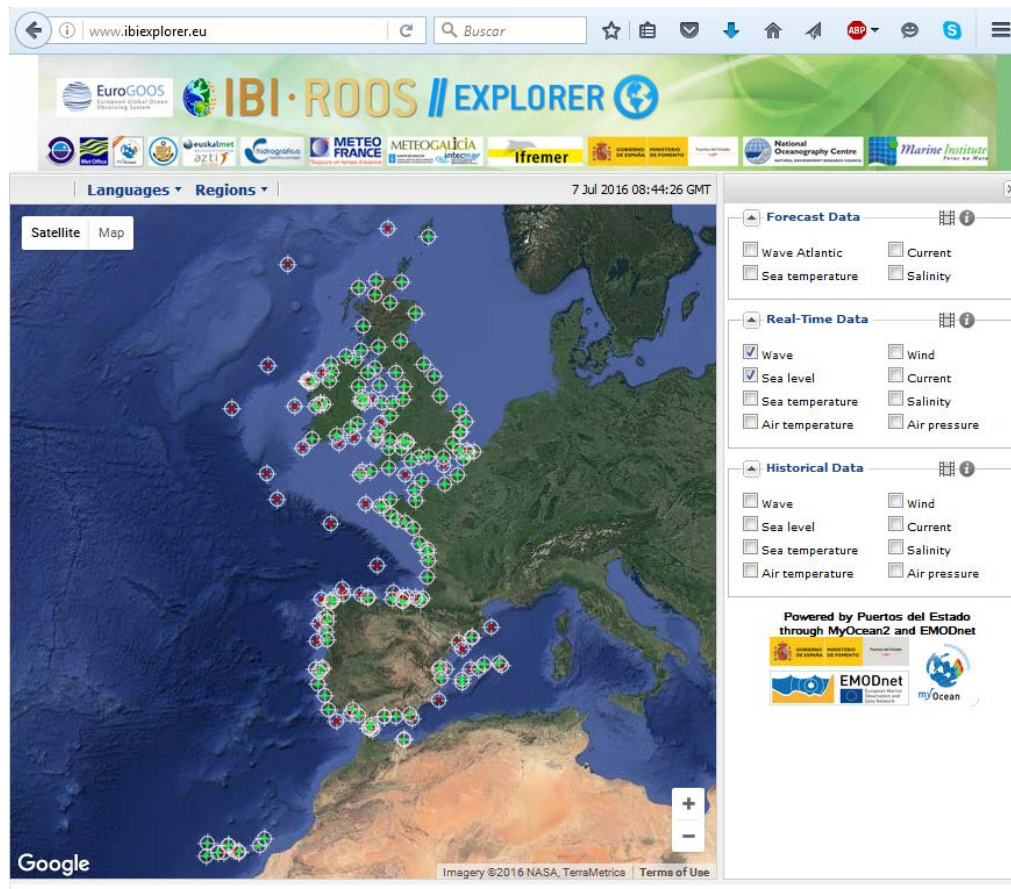 www.ibiexplorer.eu
Buscar
ABP
EuroGOOS
European Global Ocean
Observing System
IBI·ROOS // EXPLORER
Met Office
myOcean
euskalmet
azti
hidrográfico
METEO
FRANCE
METEOGALICIA
intecmar
Ifremer
GOBIERNO
DE ESPAÑA
MINISTERIO
DE FOMENTO
Puertos del Estado
National
Oceanography Centre
NATURAL ENVIRONMENT RESEARCH COUNCIL
Marine Institute
Foras na Mara
Languages
Regions
7 Jul 2016 08:44:26 GMT
Satellite
Map
Forecast Data
Wave Atlantic
Current
Sea temperature
Salinity
Real-Time Data
Wave
Wind
Sea level
Current
Sea temperature
Salinity
Air temperature
Air pressure
Historical Data
Wave
Wind
Sea level
Current
Sea temperature
Salinity
Air temperature
Air pressure
Powered by Puertos del Estado
through MyOcean2 and EMODnet
GOBIERNO
DE ESPAÑA
MINISTERIO
DE FOMENTO
Puertos del Estado
EMODnet
European Marine
Observation and
Data Network
myOcean
Google
Imagery ©2016 NASA, TerraMetrics
Terms of Use